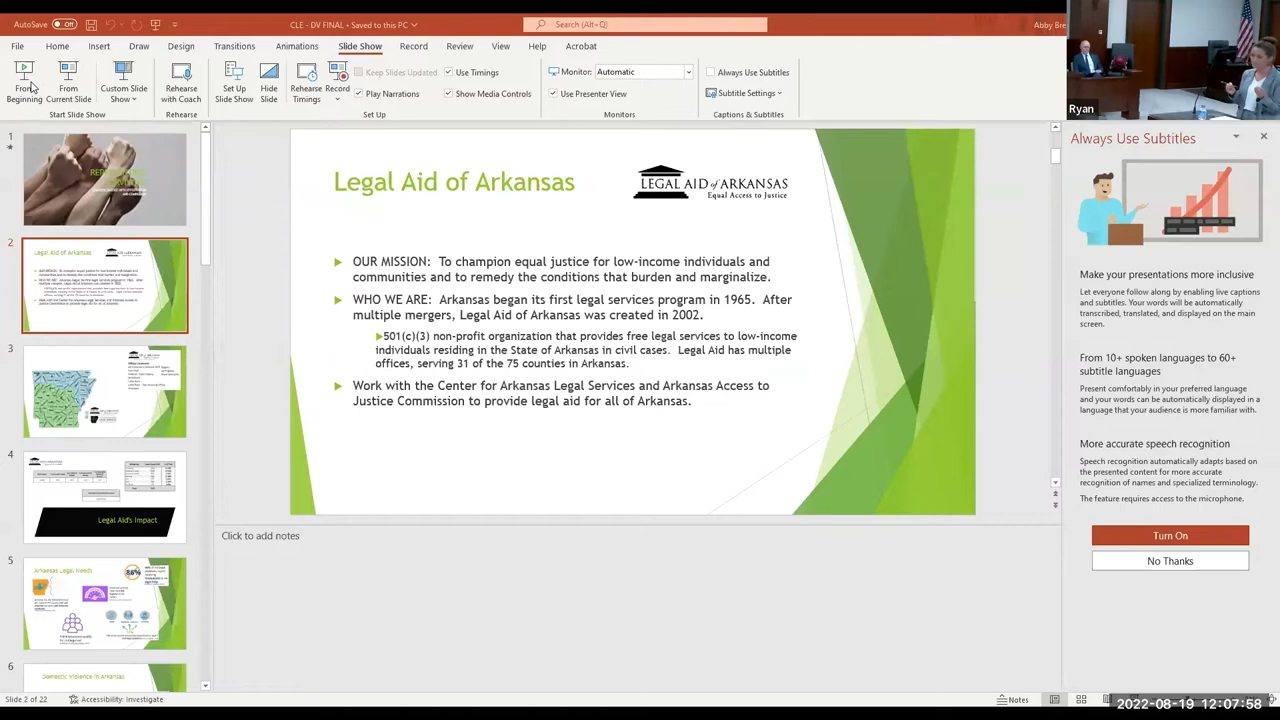 AutoSave Off
CLE - DV FINAL • Saved to this PC
Search (Alt+Q)
Abby Bre
File Home Insert Draw Design Transitions Animations Slide Show Record Review View Help Acrobat
From Beginning
From Current Slide
Custom Slide Show
Start Slide Show
Rehearse with Coach
Rehearse
Set Up Slide Show
Hide Slide
Rehearse Timings
Record
Keep Slides Updated
Use Timings
Play Narrations
Show Media Controls
Set Up
Monitor: Automatic
Use Presenter View
Monitors
Always Use Subtitles
Subtitle Settings
Captions & Subtitles
Ryan
1
2
Legal Aid of Arkansas
4
Legal Aid's Impact
5
Arkansas Legal Needs
86%
6
Domestic Violence in Arkansas
Legal Aid of Arkansas
LEGAL AID of ARKANSAS
Equal Access to Justice
OUR MISSION: To champion equal justice for low-income individuals and
communities and to remedy the conditions that burden and marginalize.
WHO WE ARE: Arkansas began its first legal services program in 1965. After
multiple mergers, Legal Aid of Arkansas was created in 2002.
501(c)(3) non-profit organization that provides free legal services to low-income
individuals residing in the State of Arkansas in civil cases. Legal Aid has multiple
offices, serving 31 of the 75 counties in Arkansas.
Work with the Center for Arkansas Legal Services and Arkansas Access to
Justice Commission to provide legal aid for all of Arkansas.
Click to add notes
Always Use Subtitles
Make your presentations more inclusive
Let everyone follow along by enabling live
captions and subtitles. Your words will be automatically
transcribed, translated, and displayed on the main
screen.
From 10+ spoken languages to 60+
subtitle languages
Present comfortably in your preferred language
and your words can be automatically displayed in a
language that your audience is more familiar with.
More accurate speech recognition
Speech recognition automatically adapts based on
the presented content for more accurate
recognition of names and specialized terminology.
The feature requires access to the microphone.
Turn On
No Thanks
Slide 2 of 22
Accessibility: Investigate
Notes
2022-08-19 12:07:58